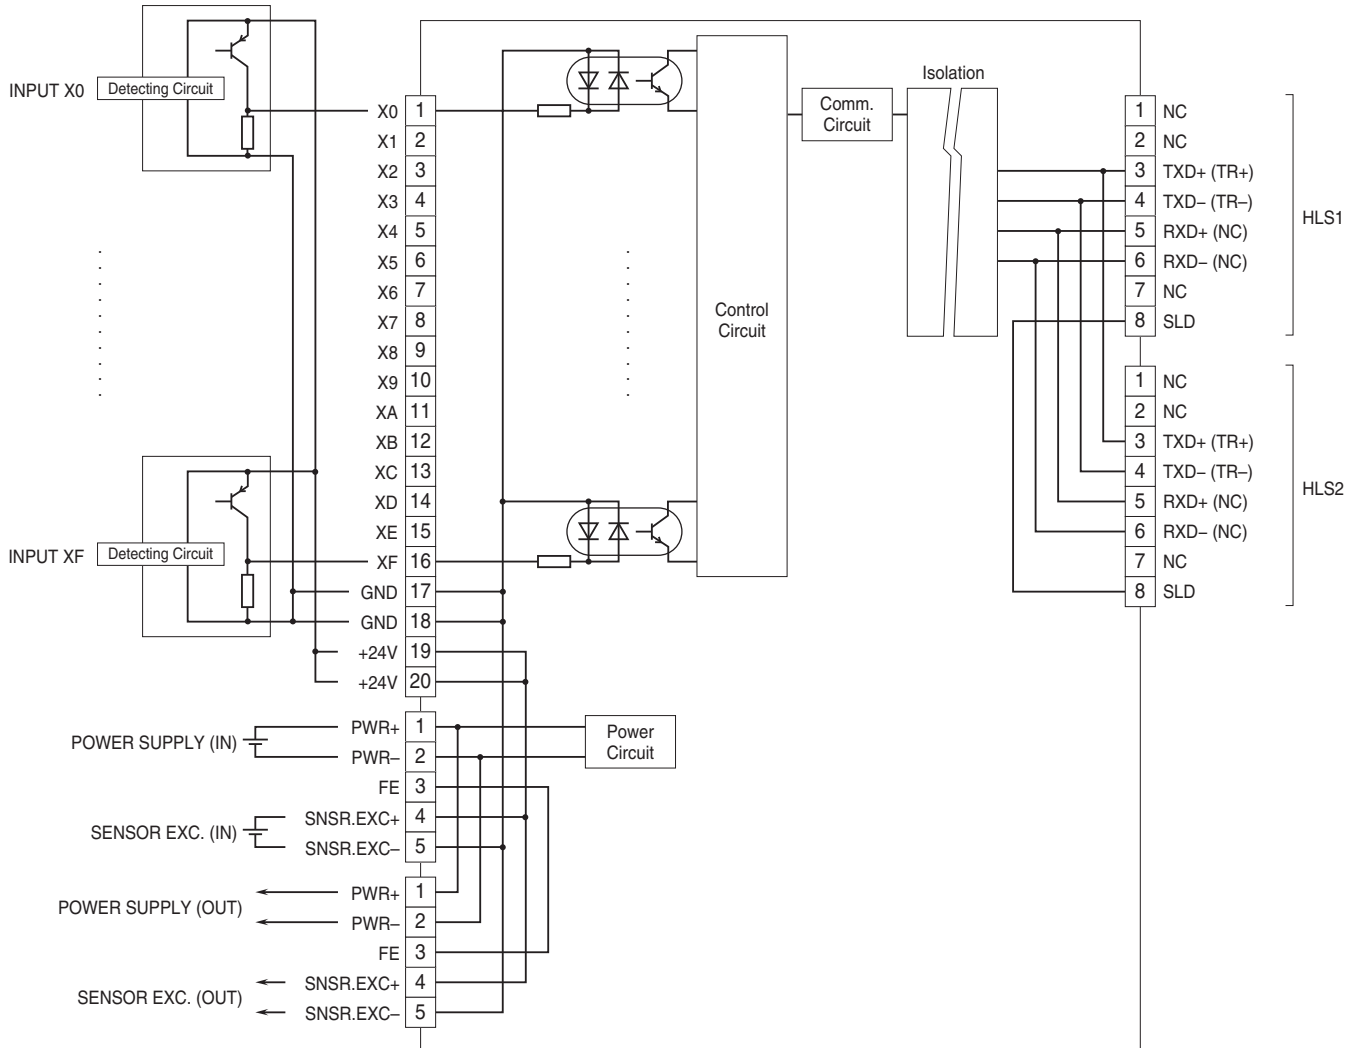 INPUT X0
Detecting Circuit
X0 1
X1 2
X2 3
X3 4
X4 5
X5 6
X6 7
X7 8
X8 9
X9 10
XA 11
XB 12
XC 13
XD 14
XE 15
INPUT XF
Detecting Circuit
XF 16
GND 17
GND 18
+24V 19
+24V 20
POWER SUPPLY (IN)
PWR+ 1
PWR– 2
FE 3
SENSOR EXC. (IN)
SNSR.EXC+ 4
SNSR.EXC– 5
POWER SUPPLY (OUT)
PWR+ 1
PWR– 2
FE 3
SENSOR EXC. (OUT)
SNSR.EXC+ 4
SNSR.EXC– 5
Power
Circuit
Control
Circuit
Comm.
Circuit
Isolation
1 NC
2 NC
3 TXD+ (TR+)
4 TXD– (TR–)
5 RXD+ (NC)
6 RXD– (NC)
7 NC
8 SLD
HLS1
1 NC
2 NC
3 TXD+ (TR+)
4 TXD– (TR–)
5 RXD+ (NC)
6 RXD– (NC)
7 NC
8 SLD
HLS2